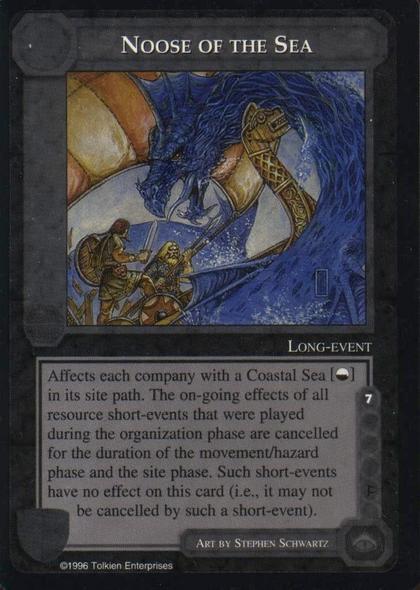 NOOSE OF THE SEA
LONG-EVENT
Affects each company with a Coastal Sea [ ]
in its site path. The on-going effects of all
resource short-events that were played
during the organization phase are cancelled
for the duration of the movement/hazard
phase and the site phase. Such short-events
have no effect on this card (i.e., it may not
be cancelled by such a short-event).
7
F
ART BY STEPHEN SCHWARTZ
©1996 Tolkien Enterprises